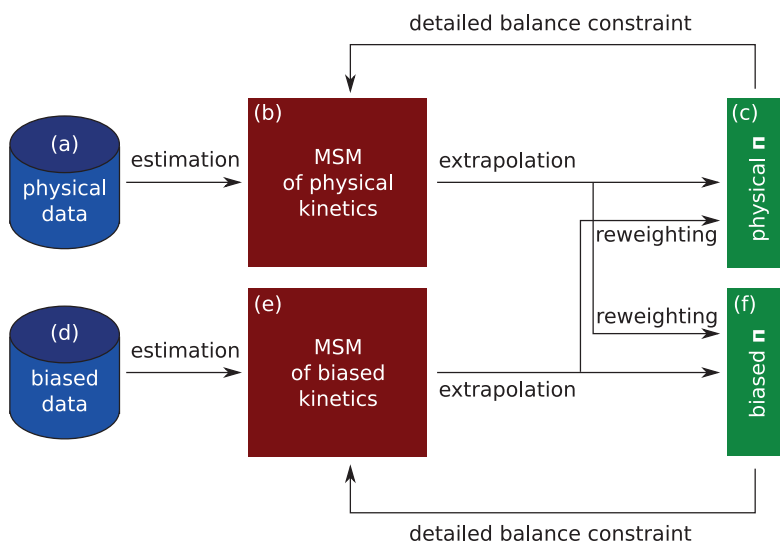 detailed balance constraint
(a)
physical
data
estimation
(b)
MSM
of physical
kinetics
extrapolation
(c)
physical π
reweighting
(d)
biased
data
estimation
(e)
MSM
of biased
kinetics
extrapolation
reweighting
(f)
biased π
detailed balance constraint